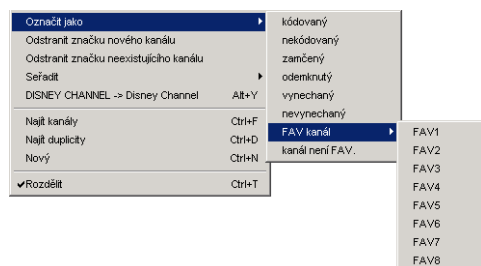 Označit jako
Odstranit značku nového kanálu
Odstranit značku neexistujícího kanálu
Seřadit
DISNEY CHANNEL -> Disney Channel Alt+Y
Najít kanály Ctrl+F
Najít duplicity Ctrl+D
Nový Ctrl+N
Rozdělit Ctrl+T
kódovaný
nekódovaný
zamčený
odemknutý
vynechaný
nevynechaný
FAV kanál
kanál není FAV.
FAV1
FAV2
FAV3
FAV4
FAV5
FAV6
FAV7
FAV8